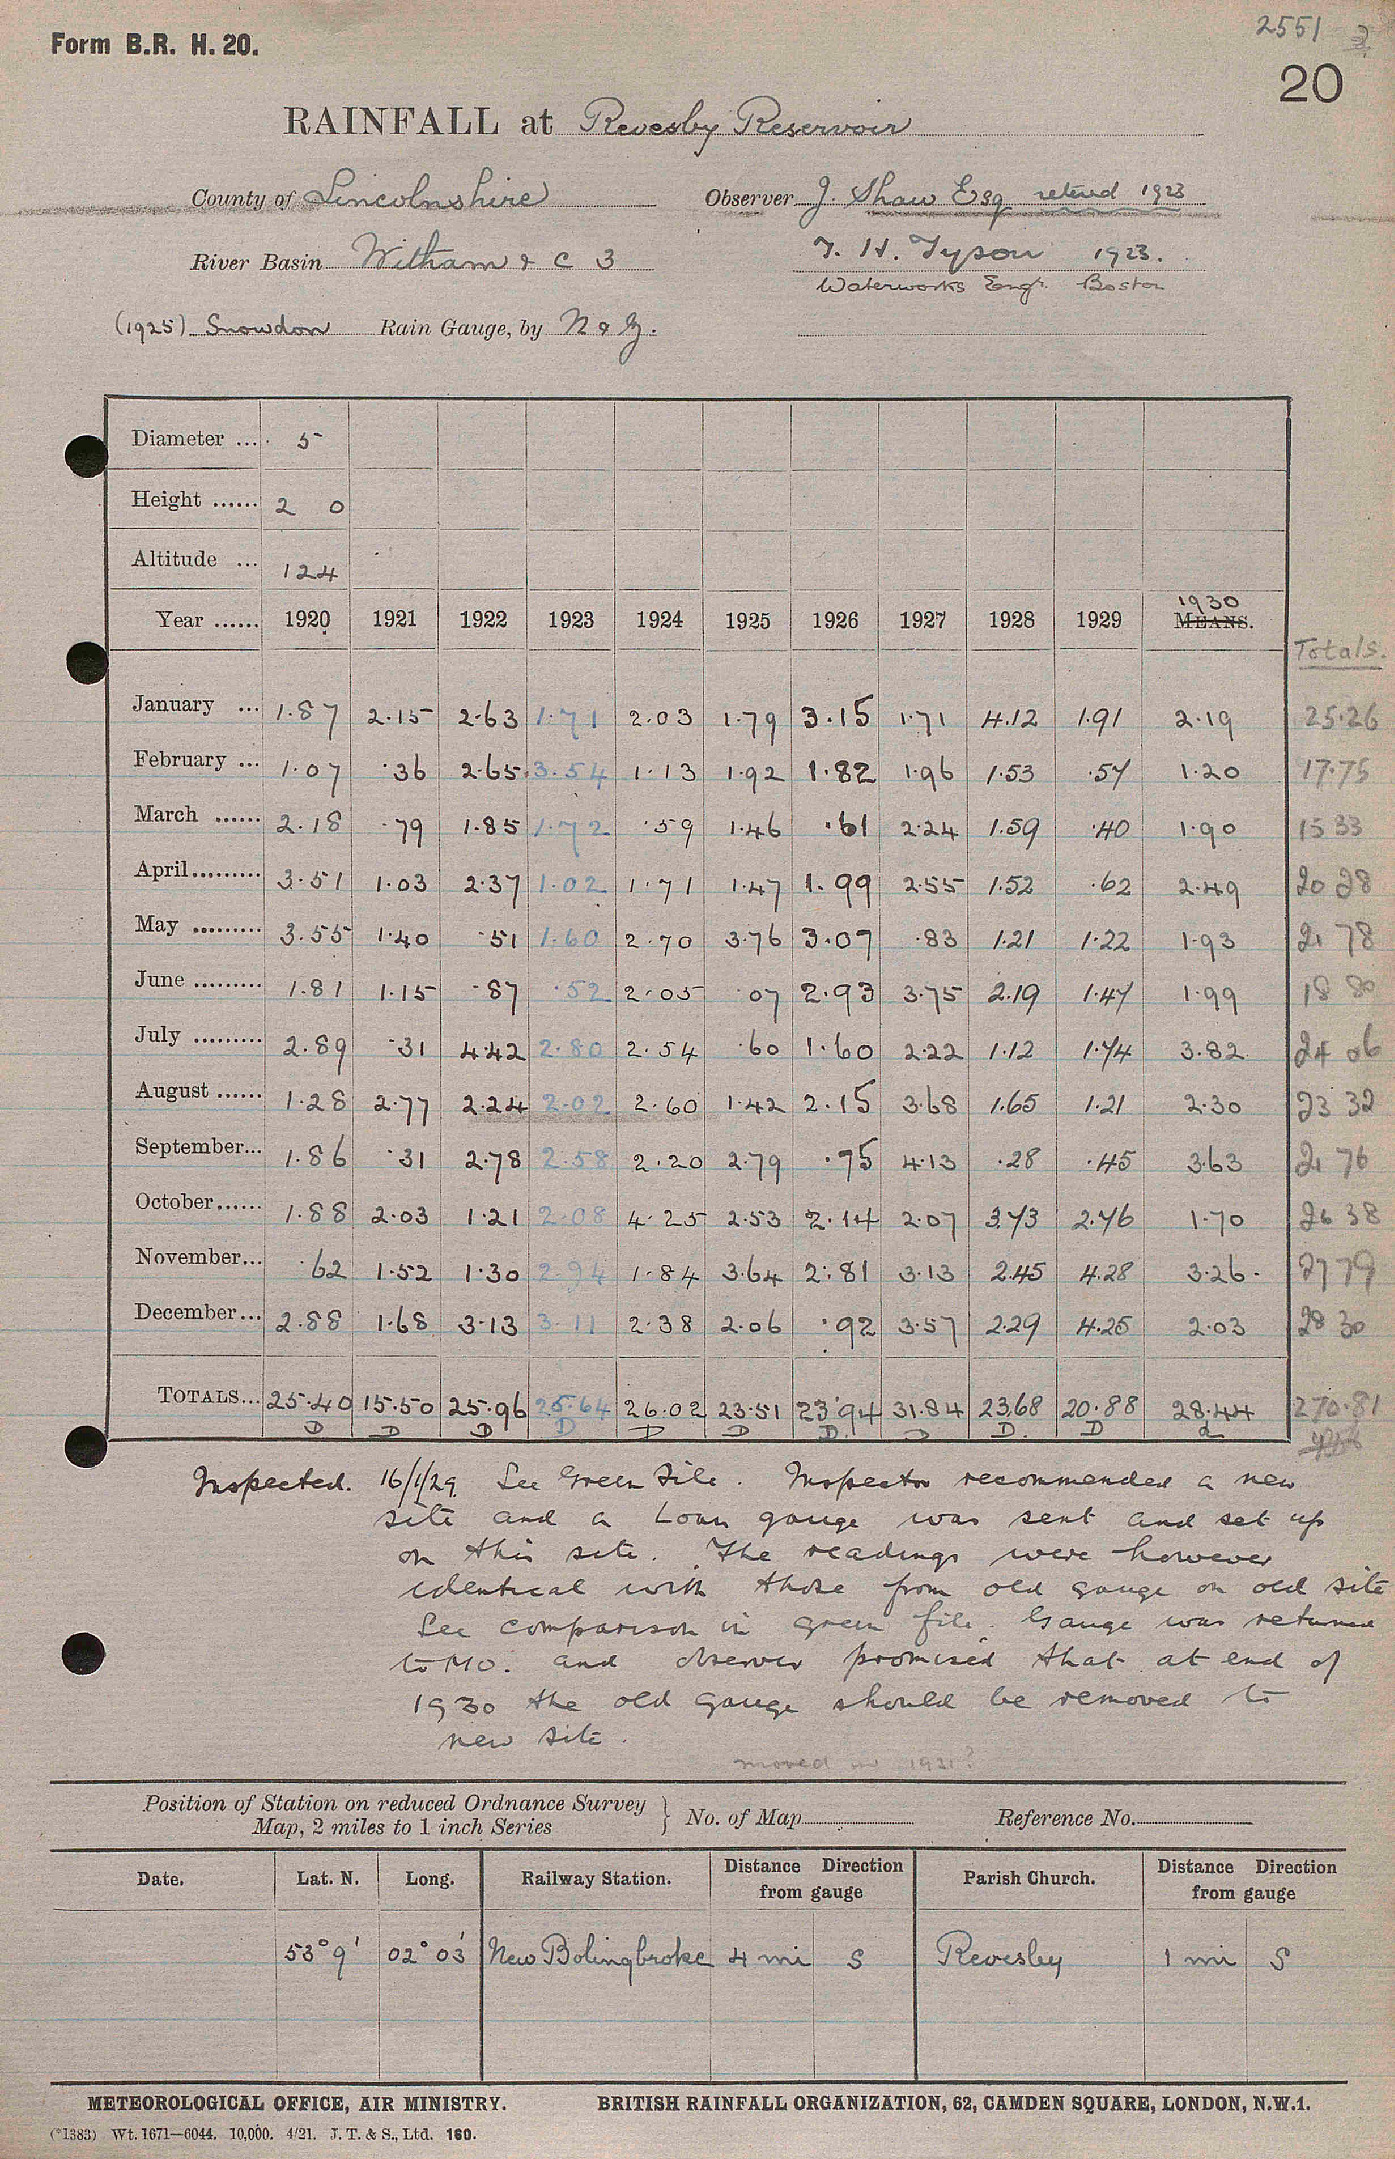 2551
Form B.R. H. 20.
20
RAINFALL at Revesby Reservoir
County of Lincolnshire Observer J. Shaw Esq retired 1923
River Basin Witham & C 3 T. H. Tyson 1923.
Waterworks Engr. Boston
(1925) Snowdon Rain Gauge, by N & Z.
Diameter .... 5
Height ...... 2 0
Altitude ... 124
Year ...... 1920 1921 1922 1923 1924 1925 1926 1927 1928 1929 1930 MEANS.
Totals.
January ... 1.87 2.15 2.63 1.71 2.03 1.79 3.15 1.71 4.12 1.91 2.19 25.26
February ... 1.07 .36 2.65 3.54 1.13 1.92 1.82 1.96 1.53 .57 1.20 17.75
March ...... 2.18 .79 1.85 1.72 .59 1.46 .61 2.24 1.59 .40 1.90 15 33
April......... 3.51 1.03 2.37 1.02 1.71 1.47 1.99 2.55 1.52 .62 2.49 20 28
May ......... 3.55 1.40 .51 1.60 2.70 3.76 3.07 .83 1.21 1.22 1.93 21 78
June ......... 1.81 1.15 .87 .52 2.05 .07 2.93 3.75 2.19 1.47 1.99 18 80
July ......... 2.89 .31 4.42 2.80 2.54 .60 1.60 2.22 1.12 1.74 3.82 24 06
August ...... 1.28 2.77 2.24 2.02 2.60 1.42 2.15 3.68 1.65 1.21 2.30 23 32
September... 1.86 .31 2.78 2.58 2.20 2.79 .75 4.13 .28 .45 3.63 21 76
October...... 1.88 2.03 1.21 2.08 4.25 2.53 2.14 2.07 3.73 2.76 1.70 26 38
November... .62 1.52 1.30 2.94 1.84 3.64 2.81 3.13 2.45 4.28 3.26. 27 79
December... 2.88 1.68 3.13 3.11 2.38 2.06 .92 3.57 2.29 4.25 2.03 28 30
TOTALS... 25.40 15.50 25.96 25.64 26.02 23.51 23.94 31.84 23.68 20.88 28.44 270.81
D D D D D D D. D D. D
Inspected. 16/1/29. See Green File. Inspector recommended a new
site and a Loan gauge was sent and set up
on this site. The readings were however
identical with those from old gauge on old site
See comparison in green file. Gauge was returned
to MO. and observer promised that at end of
1930 the old gauge should be removed to
new site.
moved in 1931?
Position of Station on reduced Ordnance Survey
Map, 2 miles to 1 inch Series } No. of Map Reference No.
Date. Lat. N. Long. Railway Station. Distance Direction from gauge Parish Church. Distance Direction from gauge
53° 9' 02° 03' New Bolingbroke 4 mi S Revesby 1 mi S
METEOROLOGICAL OFFICE, AIR MINISTRY. BRITISH RAINFALL ORGANIZATION, 62, CAMDEN SQUARE, LONDON, N.W.1.
(*1383) Wt. 1671—6044. 10,000. 4/21. J. T. & S., Ltd. 160.